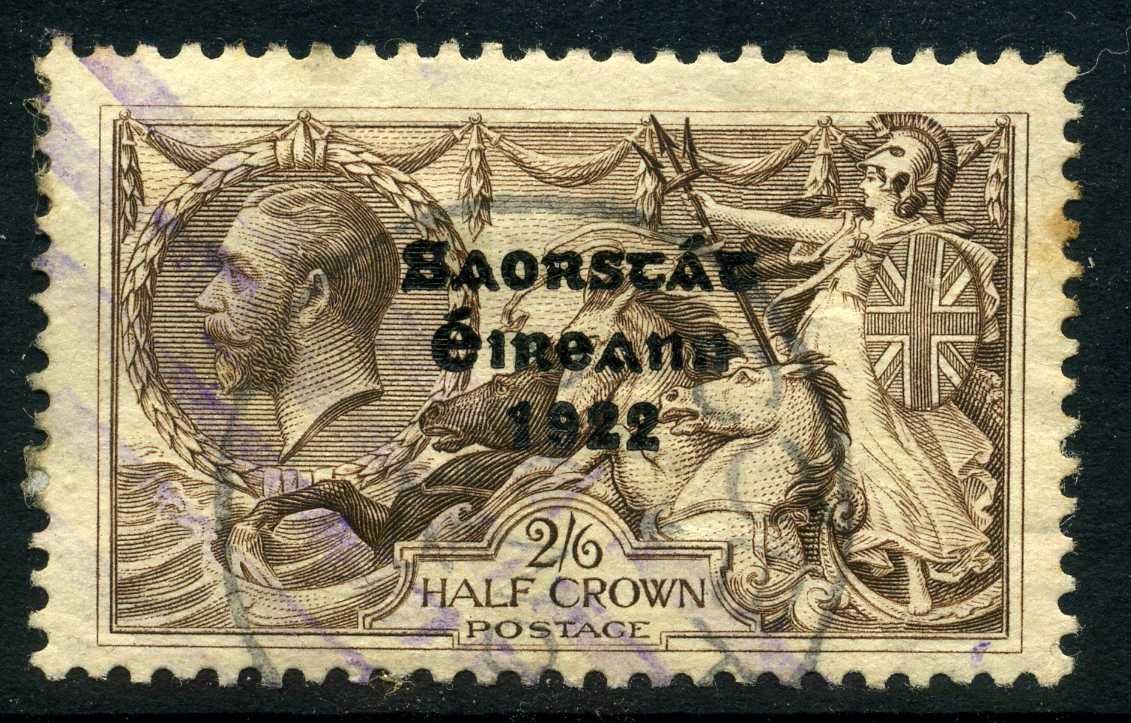 Saorstát
Éireann
1922
2/6
HALF CROWN
POSTAGE